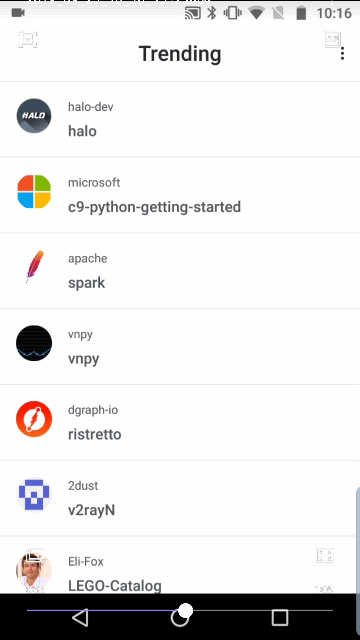 10:16
Trending
HALO
halo-dev
halo
microsoft
c9-python-getting-started
apache
spark
vnpy
vnpy
dgraph-io
ristretto
2dust
v2rayN
Eli-Fox
LEGO-Catalog